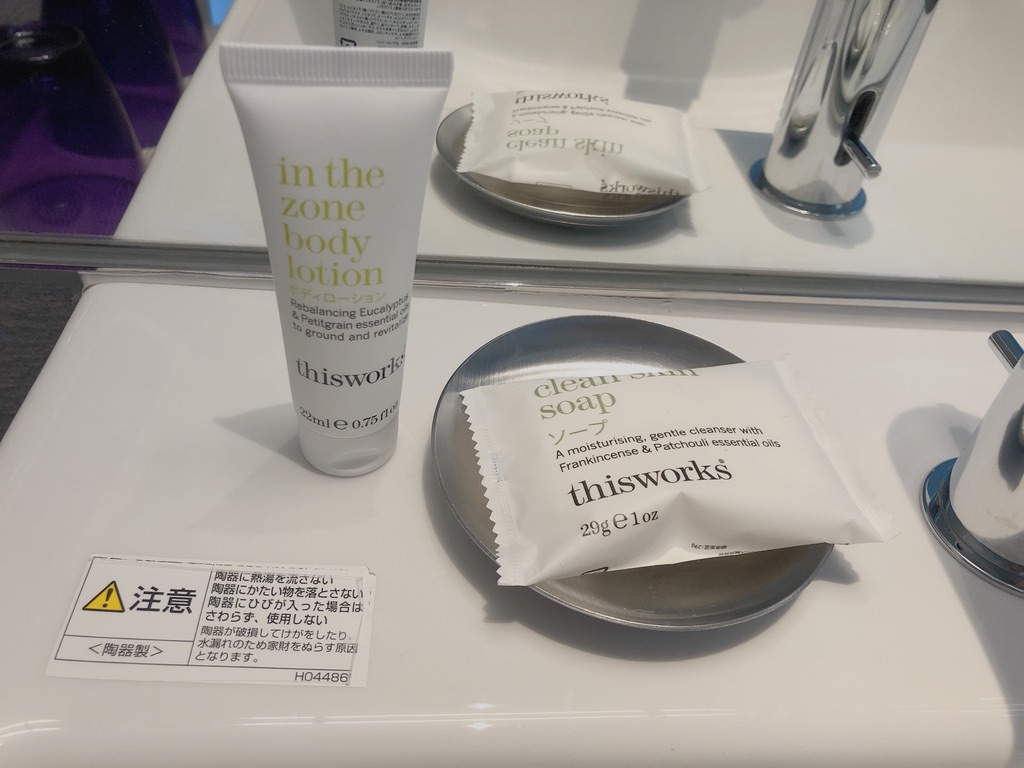 in the
zone
body
lotion
ボディローション
Rebalancing Eucalyptus
& Petitgrain essential oils
to ground and revitali
thisworks
22ml e 0.75 fl oz
clean skin
soap
ソープ
A moisturising, gentle cleanser with
Frankincense & Patchouli essential oils
thisworks®
29g e 1 oz
注意
<陶器製>
陶器に熱湯を流さない
陶器にかたい物を落とさない
陶器にひびが入った場合は
さわらず、使用しない
陶器が破損してけがをしたり、
水漏れのため家財をぬらす原因
となります。
H04486